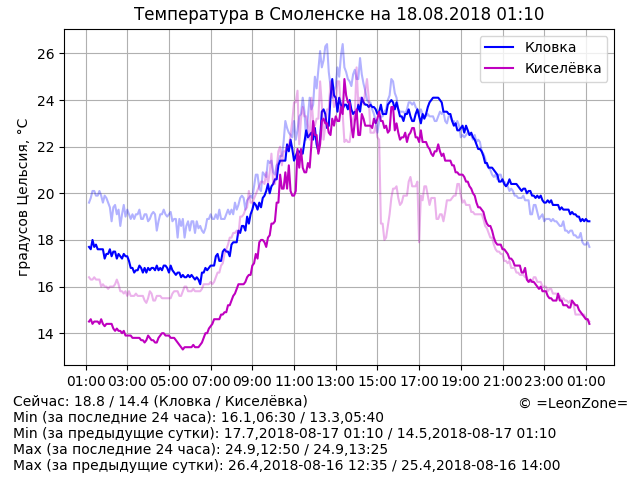 Температура в Смоленске на 18.08.2018 01:10
градусов Цельсия, °C
26
24
22
20
18
16
14
Кловка
Киселёвка
01:00 03:00 05:00 07:00 09:00 11:00 13:00 15:00 17:00 19:00 21:00 23:00 01:00
Сейчас: 18.8 / 14.4 (Кловка / Киселёвка)
© =LeonZone=
Min (за последние 24 часа): 16.1,06:30 / 13.3,05:40
Min (за предыдущие сутки): 17.7,2018-08-17 01:10 / 14.5,2018-08-17 01:10
Max (за последние 24 часа): 24.9,12:50 / 24.9,13:25
Max (за предыдущие сутки): 26.4,2018-08-16 12:35 / 25.4,2018-08-16 14:00